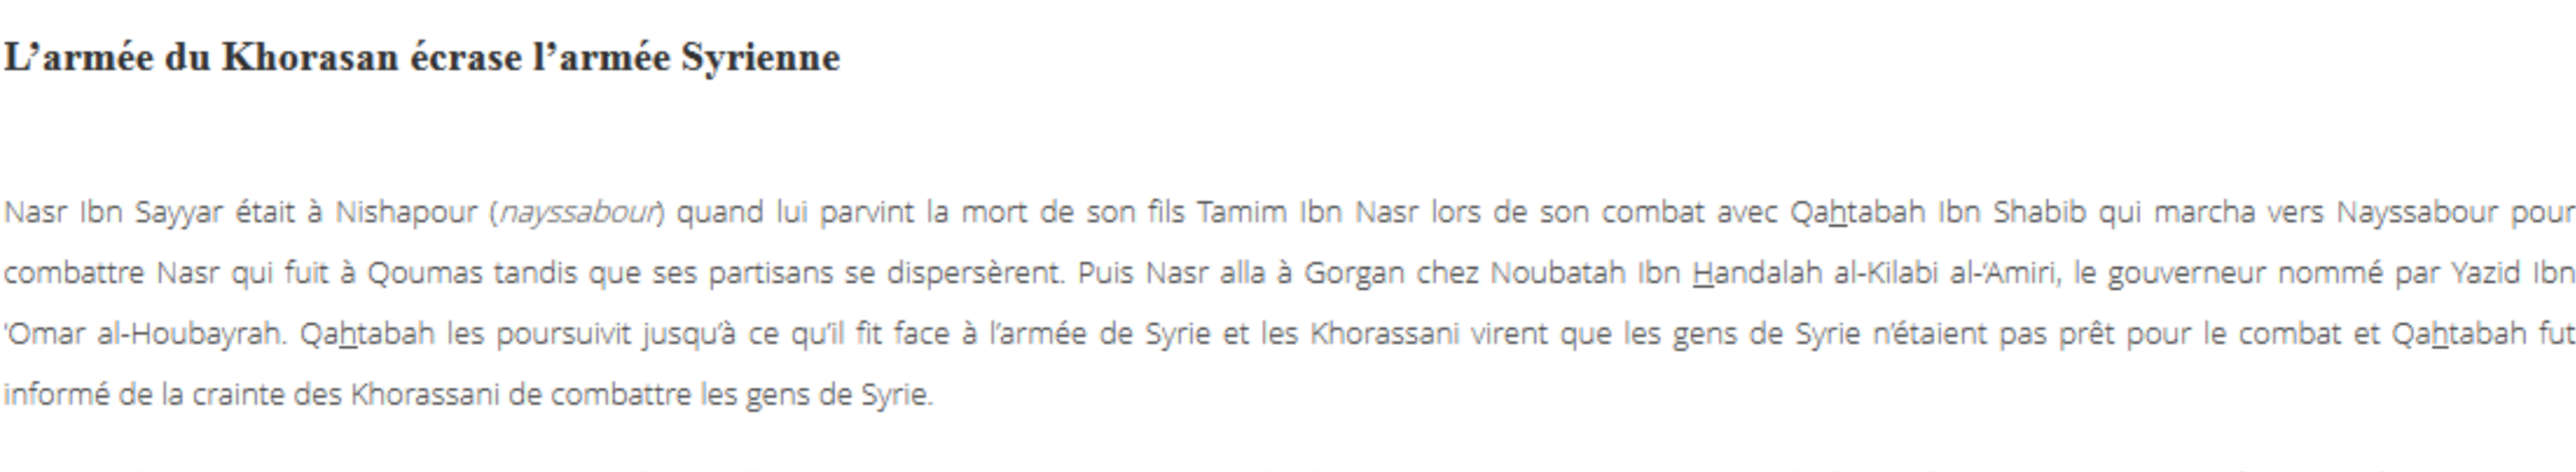 L’armée du Khorasan écrase l’armée Syrienne
Nasr Ibn Sayyar était à Nishapour (nayssabour) quand lui parvint la mort de son fils Tamim Ibn Nasr lors de son combat avec Qahtabah Ibn Shabib qui marcha vers Nayssabour pour
combattre Nasr qui fuit à Qoumas tandis que ses partisans se dispersèrent. Puis Nasr alla à Gorgan chez Noubatah Ibn Handalah al-Kilabi al-‘Amiri, le gouverneur nommé par Yazid Ibn
‘Omar al-Houbayrah. Qahtabah les poursuivit jusqu’à ce qu’il fit face à l’armée de Syrie et les Khorassani virent que les gens de Syrie n’étaient pas prêt pour le combat et Qahtabah fut
informé de la crainte des Khorassani de combattre les gens de Syrie.